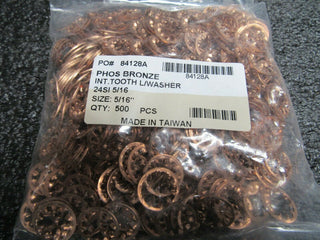 PO# 84128A
84128A
PHOS BRONZE
INT.TOOTH L/WASHER
24SI 5/16
SIZE: 5/16"
QTY: 500 PCS
MADE IN TAIWAN